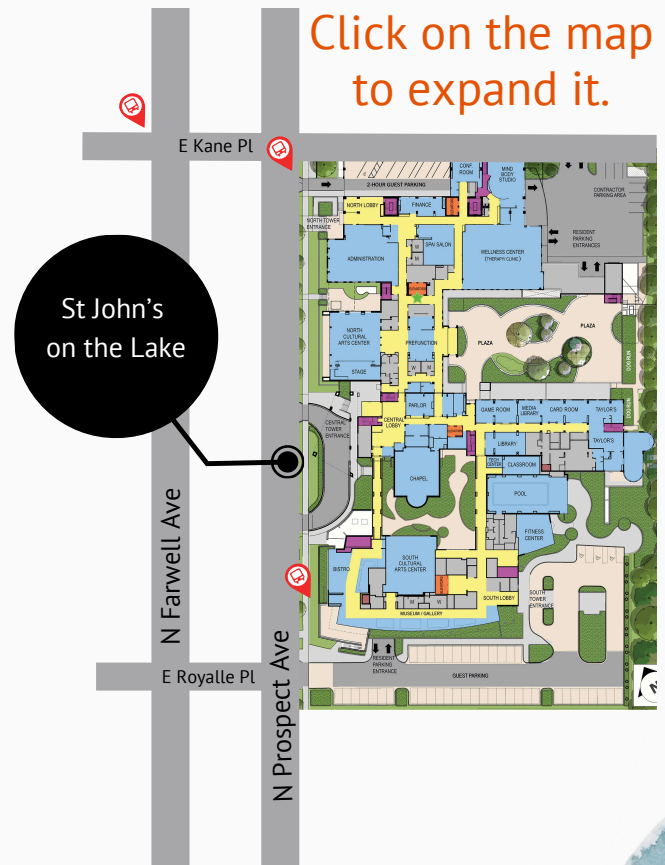 Click on the map
to expand it.
E Kane Pl
CONF.
ROOM
MIND
BODY
STUDIO
2-HOUR GUEST PARKING
CONTRACTOR
PARKING AREA
NORTH LOBBY
FINANCE
NORTH TOWER
ENTRANCE
RESIDENT
PARKING
ENTRANCES
SPA/ SALON
W
M
ADMINISTRATION
WELLNESS CENTER
(THERAPY CLINIC)
St John's
on the Lake
NORTH
CULTURAL
ARTS CENTER
PREFUNCTION
PLAZA
PLAZA
STAGE
W
M
PARLOR
GAME ROOM
MEDIA
LIBRARY
CARD ROOM
TAYLOR'S
CENTRAL
TOWER
ENTRANCE
CENTRAL
LOBBY
LIBRARY
TAYLOR'S
TECH
CENTER
CLASSROOM
CHAPEL
POOL
FITNESS
CENTER
N Farwell Ave
BISTRO
SOUTH
CULTURAL
ARTS CENTER
SOUTH
TOWER
ENTRANCE
SOUTH LOBBY
W
W
M
MUSEUM / GALLERY
N Prospect Ave
RESIDENT
PARKING
ENTRANCE
E Royalle Pl
GUEST PARKING
N